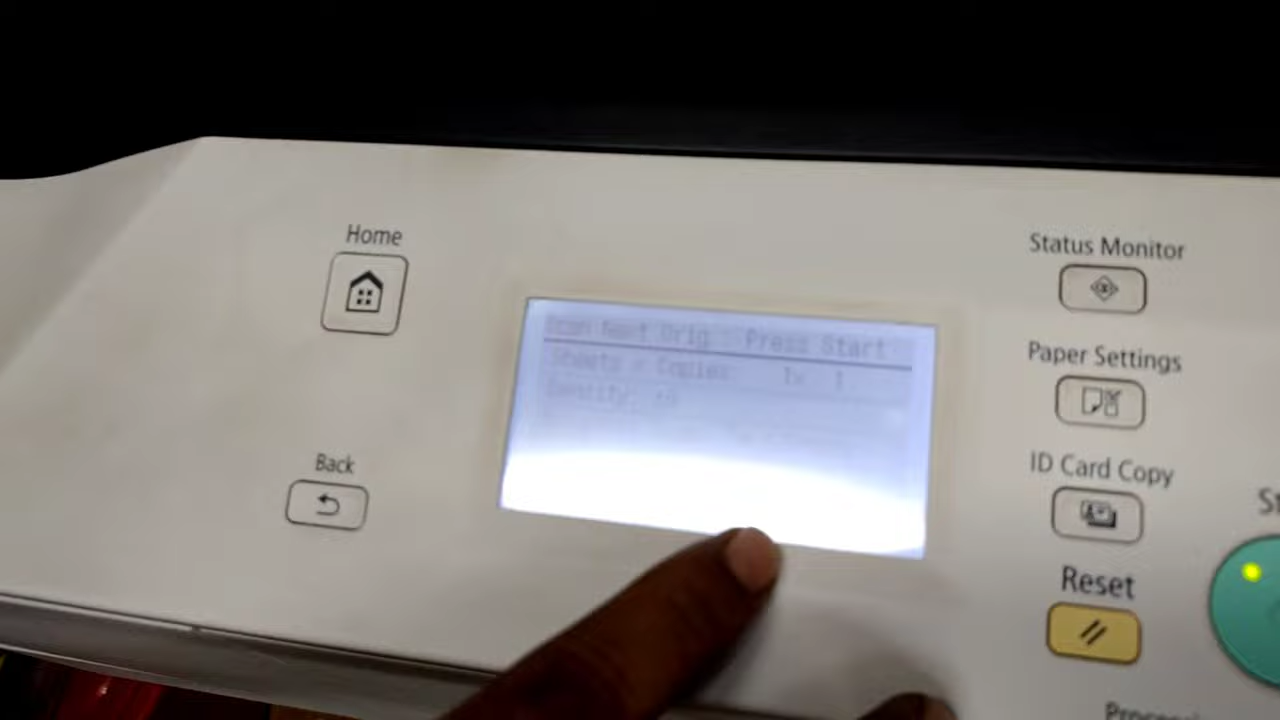 Home
Status Monitor
Scan Next Orig.: Press Start
Sheets x Copies: 1x 1
Density: ±0
Paper Settings
Back
ID Card Copy
Reset